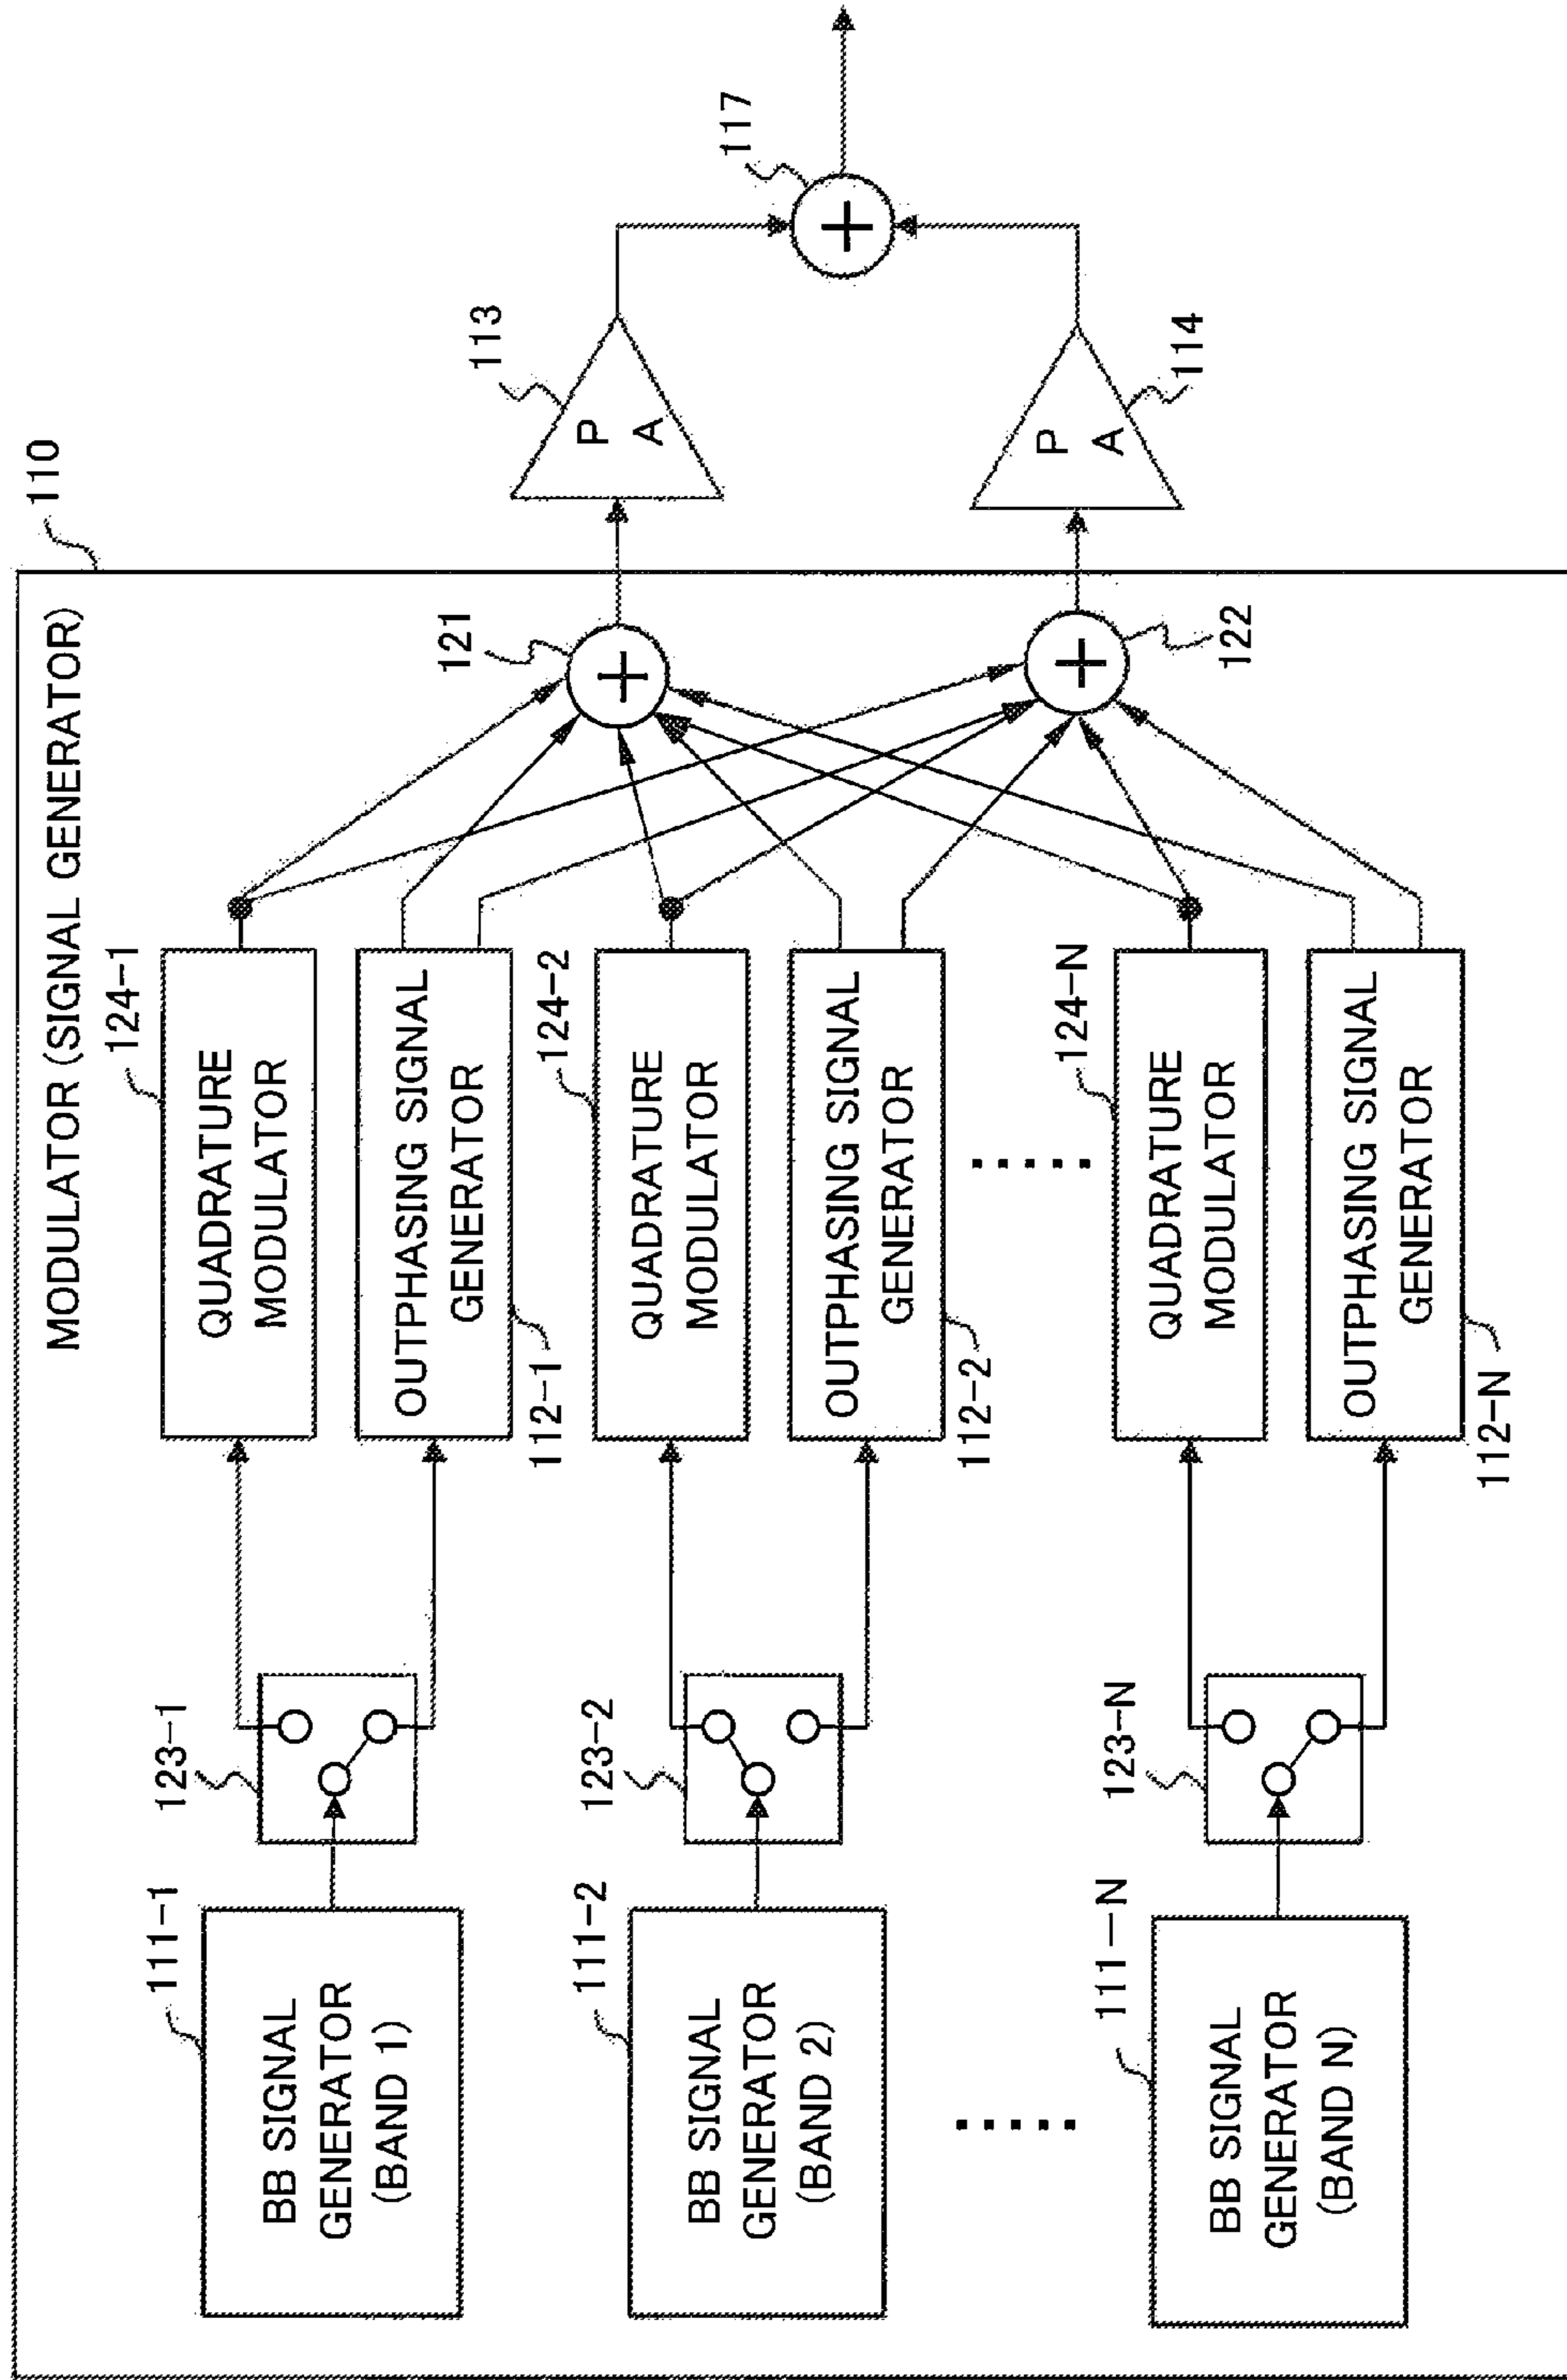 MODULATOR (SIGNAL GENERATOR)
110
111-1
BB SIGNAL
GENERATOR
(BAND 1)
123-1
124-1
QUADRATURE
MODULATOR
OUTPHASING SIGNAL
GENERATOR
112-1
111-2
BB SIGNAL
GENERATOR
(BAND 2)
123-2
124-2
QUADRATURE
MODULATOR
OUTPHASING SIGNAL
GENERATOR
112-2
.....
.....
111-N
BB SIGNAL
GENERATOR
(BAND N)
123-N
124-N
QUADRATURE
MODULATOR
OUTPHASING SIGNAL
GENERATOR
112-N
121
+
122
+
113
P
A
114
P
A
117
+